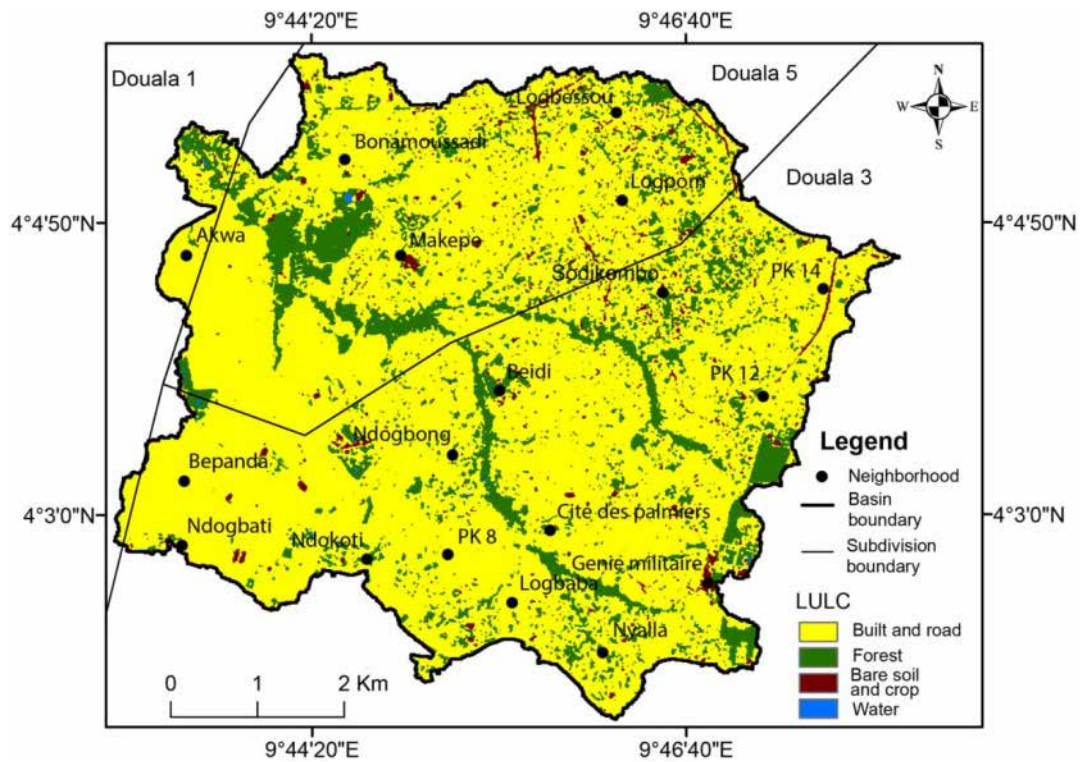 9°44'20"E
9°46'40"E
Douala 1
Douala 5
N
W
E
S
Logbessou
Bonamoussadi
Logpom
Douala 3
4°4'50"N
4°4'50"N
Akwa
Makepe
Sodikombo
PK 14
Beidi
PK 12
Ndogbong
Legend
Bepanda
Neighborhood
Basin
boundary
4°3'0"N
4°3'0"N
Cité des palmiers
Ndogbati
Ndokoti
PK 8
Subdivision
boundary
Genie militaire
Logbaba
LULC
Nyalla
Built and road
Forest
Bare soil
and crop
Water
0 1 2 Km
9°44'20"E
9°46'40"E